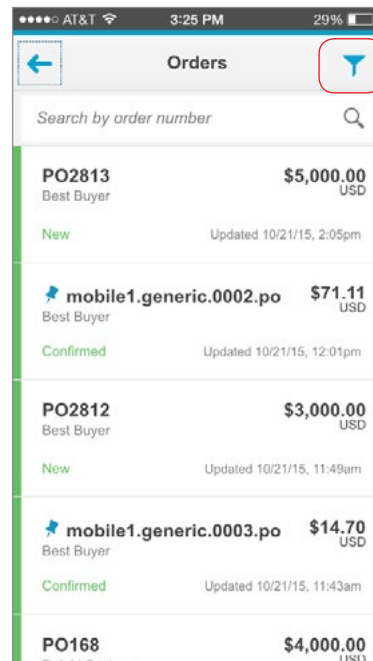 AT&T 3:25 PM 29%
Orders
Search by order number
PO2813 $5,000.00
Best Buyer USD
New Updated 10/21/15, 2:05pm
mobile1.generic.0002.po $71.11
Best Buyer USD
Confirmed Updated 10/21/15, 12:01pm
PO2812 $3,000.00
Best Buyer USD
New Updated 10/21/15, 11:49am
mobile1.generic.0003.po $14.70
Best Buyer USD
Confirmed Updated 10/21/15, 11:43am
PO168 $4,000.00
USD